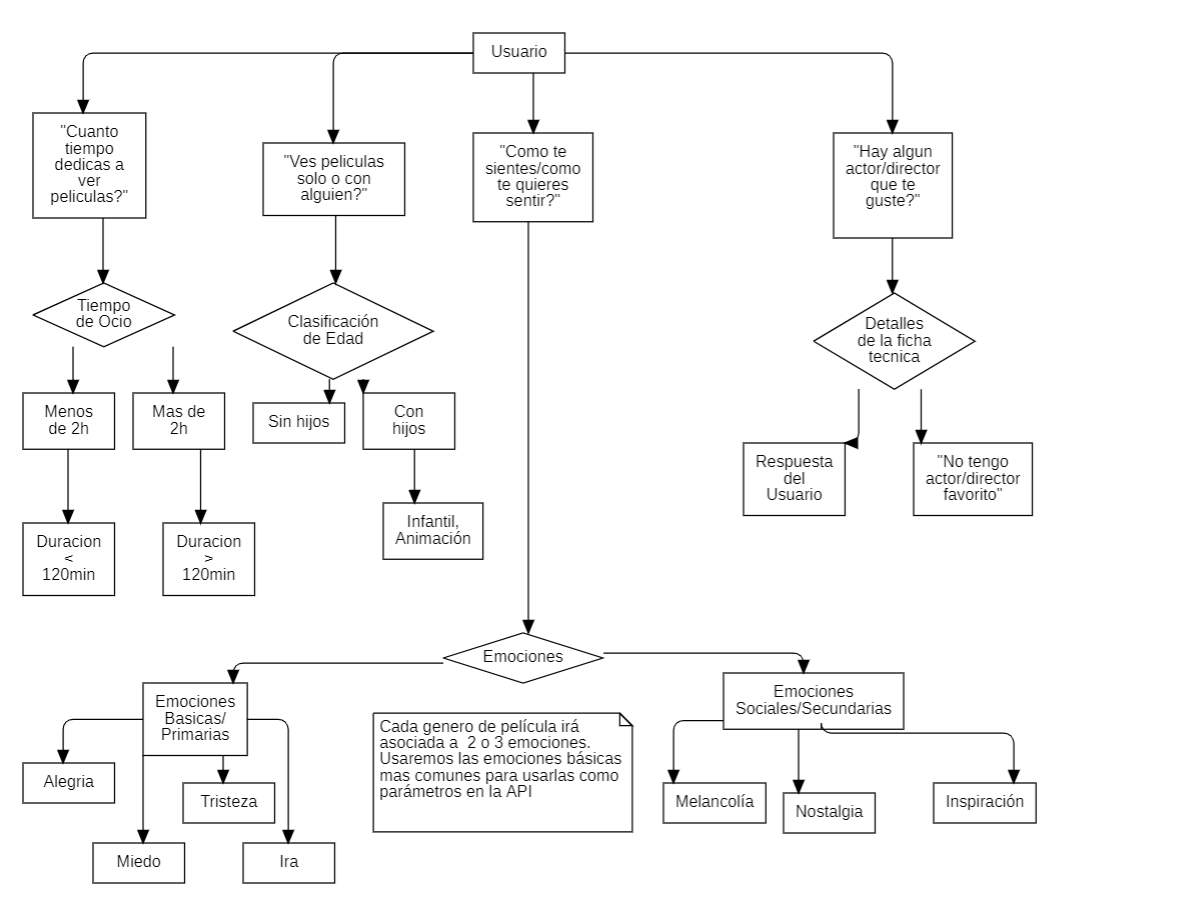 Usuario
"Cuanto
tiempo
dedicas a
ver
peliculas?"
"Ves peliculas
solo o con
alguien?"
"Como te
sientes/como
te quieres
sentir?"
"Hay algun
actor/director
que te
guste?"
Tiempo
de Ocio
Clasificación
de Edad
Detalles
de la ficha
tecnica
Menos
de 2h
Mas de
2h
Sin hijos
Con
hijos
Respuesta
del
Usuario
"No tengo
actor/director
favorito"
Duracion
<
120min
Duracion
>
120min
Infantil,
Animación
Emociones
Emociones
Basicas/
Primarias
Emociones
Sociales/Secundarias
Cada genero de película irá
asociada a  2 o 3 emociones.
Usaremos las emociones básicas
mas comunes para usarlas como
parámetros en la API
Alegria
Tristeza
Miedo
Ira
Melancolía
Nostalgia
Inspiración